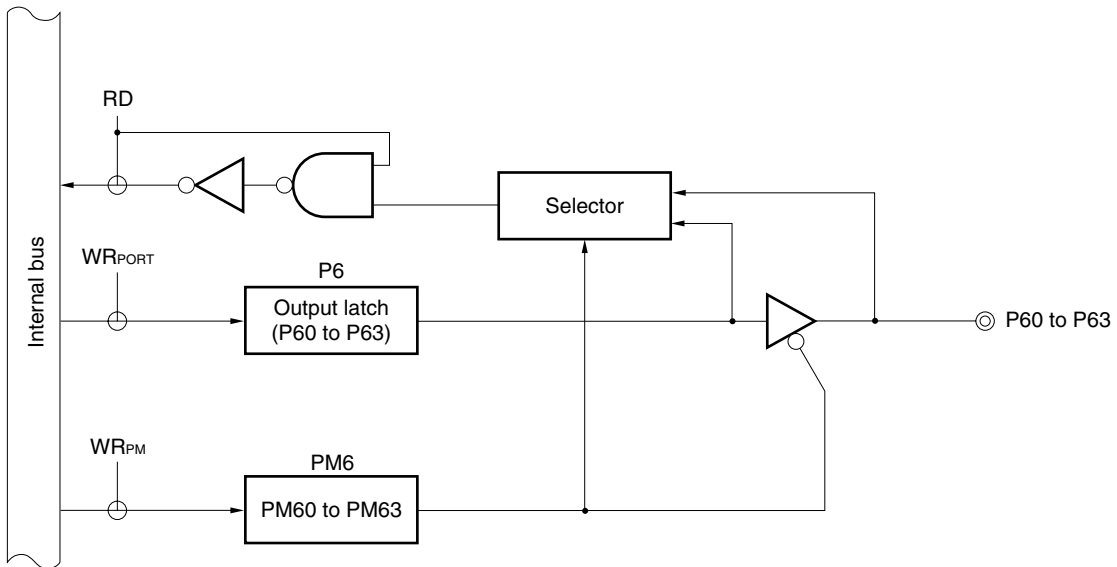 RD
Selector
Internal bus
WRPORT
P6
Output latch
(P60 to P63)
P60 to P63
WRPM
PM6
PM60 to PM63